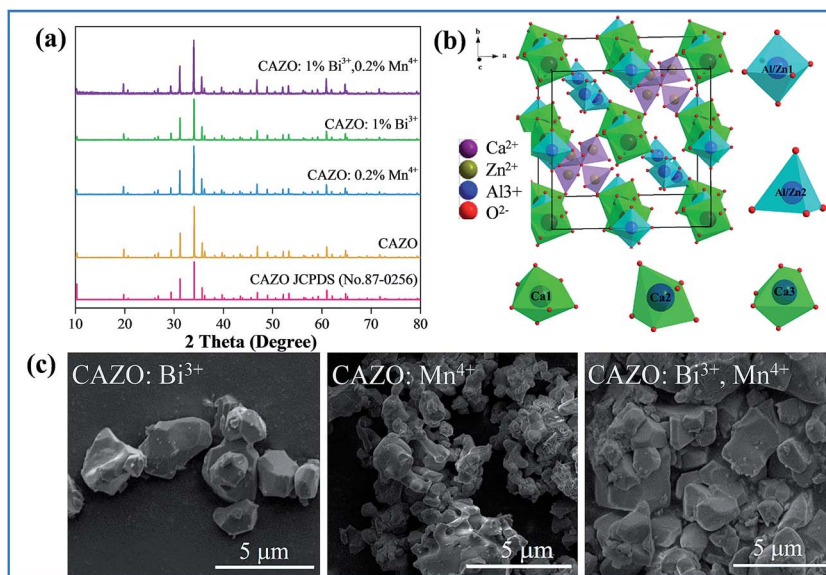 (a)
CAZO: 1% Bi³⁺,0.2% Mn⁴⁺
CAZO: 1% Bi³⁺
CAZO: 0.2% Mn⁴⁺
CAZO
CAZO JCPDS (No.87-0256)
10 20 30 40 50 60 70 80
2 Theta (Degree)
(b)
b
a
c
Ca²⁺
Zn²⁺
Al3+
O²⁻
Al/Zn1
Al/Zn2
Ca1
Ca2
Ca3
(c)
CAZO: Bi³⁺
5 μm
CAZO: Mn⁴⁺
5 μm
CAZO: Bi³⁺, Mn⁴⁺
5 μm